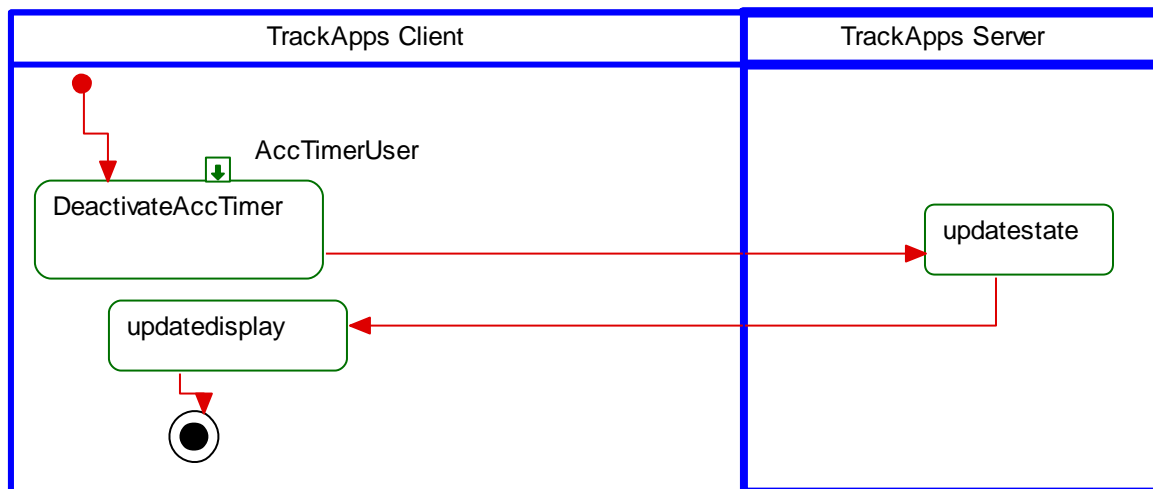 TrackApps Client
TrackApps Server
AccTimerUser
DeactivateAccTimer
updatestate
updatedisplay